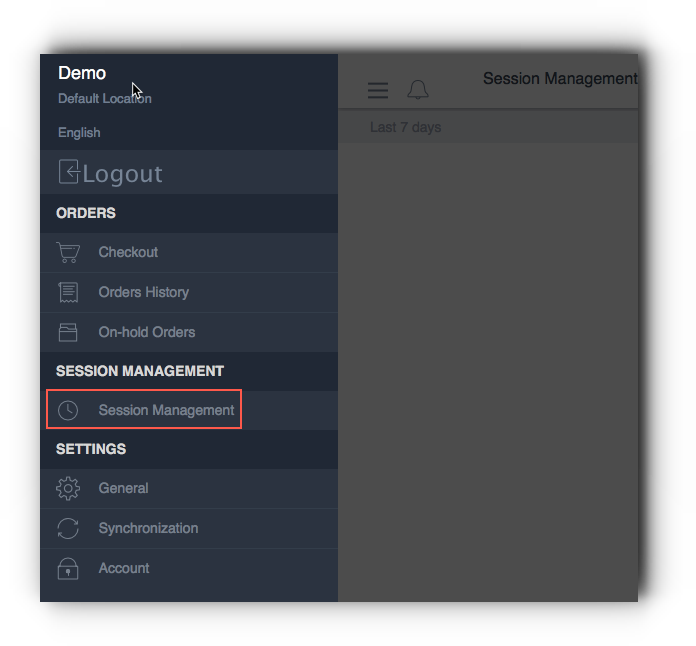 Demo
Default Location
English
Logout
ORDERS
Checkout
Orders History
On-hold Orders
SESSION MANAGEMENT
Session Management
SETTINGS
General
Synchronization
Account
Session Management
Last 7 days